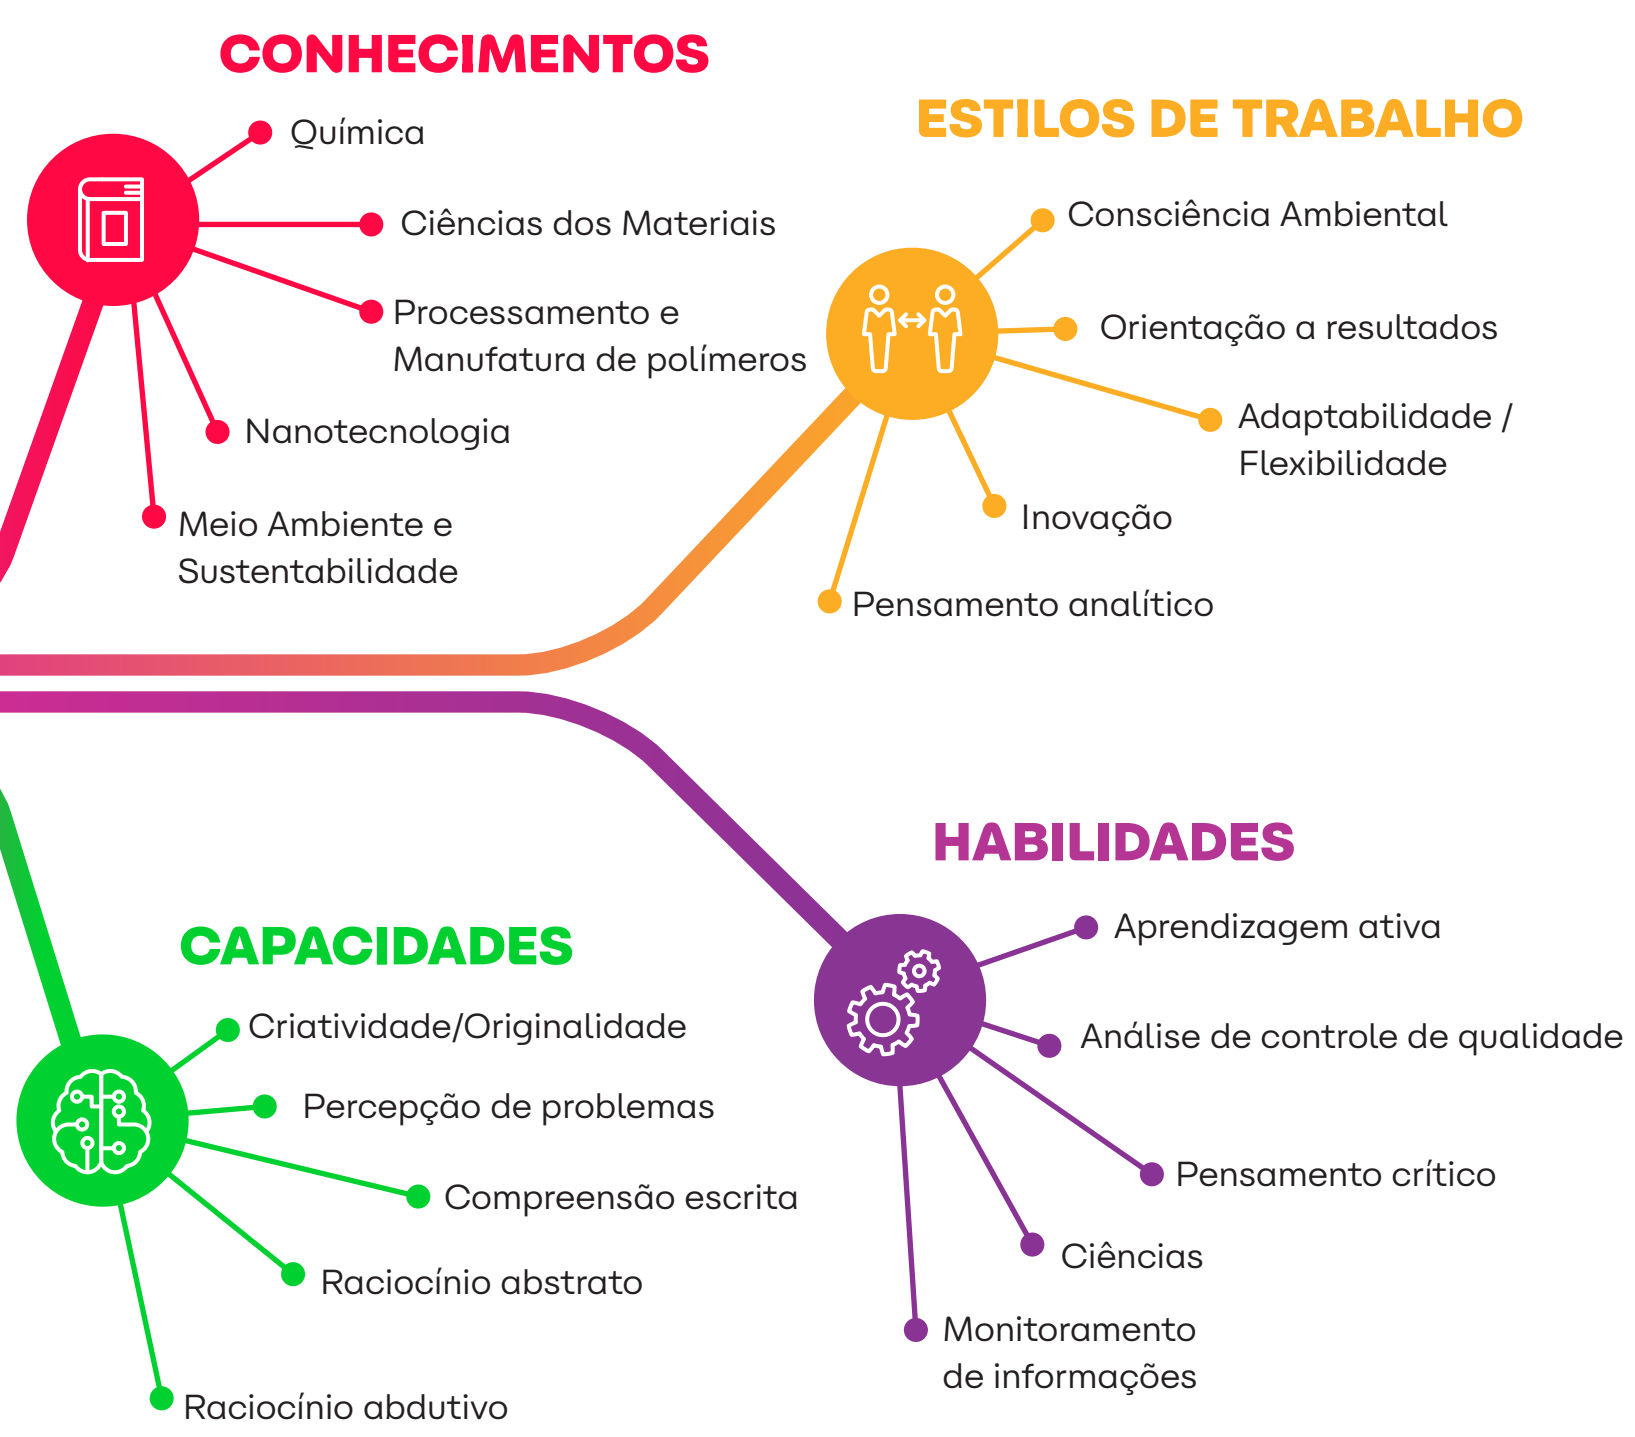 CONHECIMENTOS
Química
Ciências dos Materiais
Processamento e
Manufatura de polímeros
Nanotecnologia
Meio Ambiente e
Sustentabilidade
ESTILOS DE TRABALHO
Consciência Ambiental
Orientação a resultados
Adaptabilidade /
Flexibilidade
Inovação
Pensamento analítico
CAPACIDADES
Criatividade/Originalidade
Percepção de problemas
Compreensão escrita
Raciocínio abstrato
Raciocínio abdutivo
HABILIDADES
Aprendizagem ativa
Análise de controle de qualidade
Pensamento crítico
Ciências
Monitoramento
de informações